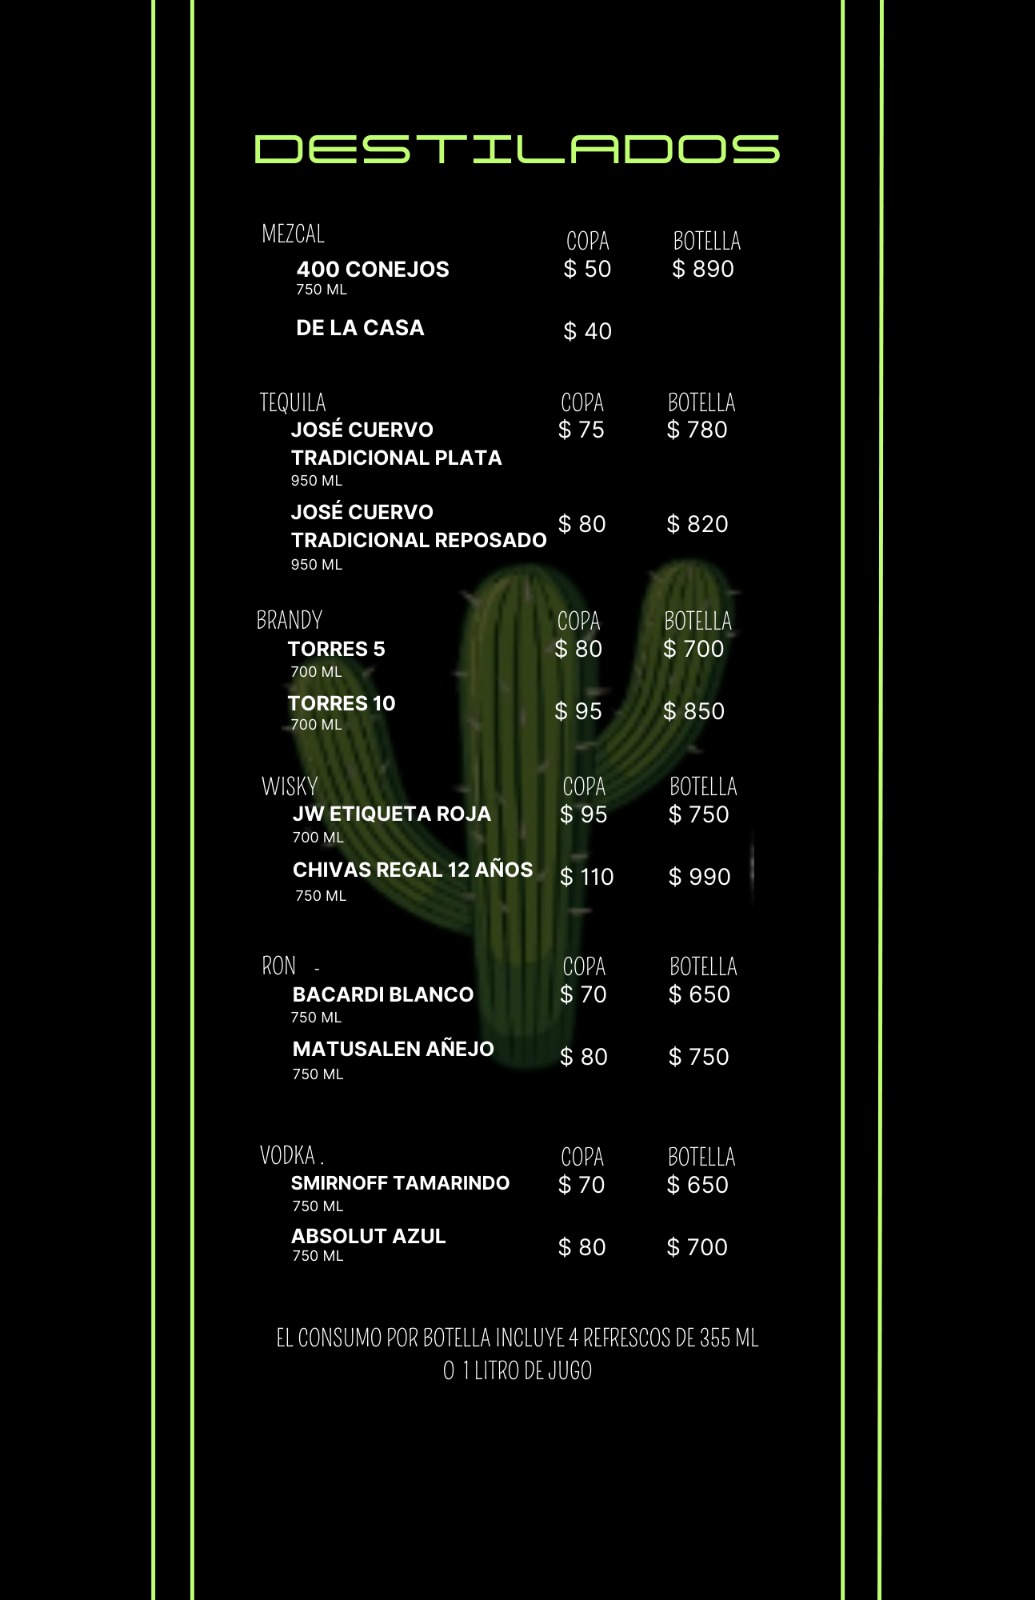 DESTILADOS
MEZCAL COPA BOTELLA
400 CONEJOS $ 50 $ 890
750 ML
DE LA CASA $ 40
TEQUILA COPA BOTELLA
JOSÉ CUERVO $ 75 $ 780
TRADICIONAL PLATA
950 ML
JOSÉ CUERVO
TRADICIONAL REPOSADO $ 80 $ 820
950 ML
BRANDY COPA BOTELLA
TORRES 5 $ 80 $ 700
700 ML
TORRES 10 $ 95 $ 850
700 ML
WISKY COPA BOTELLA
JW ETIQUETA ROJA $ 95 $ 750
700 ML
CHIVAS REGAL 12 AÑOS $ 110 $ 990
750 ML
RON - COPA BOTELLA
BACARDI BLANCO $ 70 $ 650
750 ML
MATUSALEN AÑEJO $ 80 $ 750
750 ML
VODKA . COPA BOTELLA
SMIRNOFF TAMARINDO $ 70 $ 650
750 ML
ABSOLUT AZUL $ 80 $ 700
750 ML
EL CONSUMO POR BOTELLA INCLUYE 4 REFRESCOS DE 355 ML
O 1 LITRO DE JUGO